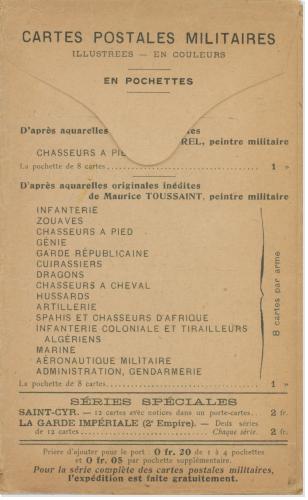 CARTES POSTALES MILITAIRES
ILLUSTREES — EN COULEURS
EN POCHETTES
D'après aquarelles
REL, peintre militaire
CHASSEURS A PIE
La pochette de 8 cartes........................ 1 »
D'après aquarelles originales inédites
de Maurice TOUSSAINT, peintre militaire
INFANTERIE
ZOUAVES
CHASSEURS A PIED
GÉNIE
GARDE RÉPUBLICAINE
CUIRASSIERS
DRAGONS
CHASSEURS A CHEVAL
HUSSARDS
ARTILLERIE
SPAHIS ET CHASSEURS D'AFRIQUE
INFANTERIE COLONIALE ET TIRAILLEURS
ALGÉRIENS
MARINE
AÉRONAUTIQUE MILITAIRE
ADMINISTRATION, GENDARMERIE
8 cartes par arme
La pochette de 8 cartes........................ 1 »
SÉRIES SPÉCIALES
SAINT-CYR. — 12 cartes avec notices dans un porte-cartes.. 2 fr.
LA GARDE IMPÉRIALE (2e Empire). — Deux séries
de 12 cartes........................ Chaque série. 2 fr.
Priere d'ajouter pour le port : 0 fr. 20 de 1 à 4 pochettes
et 0 fr. 05 par pochette supplémentaire.
Pour la série complète des cartes postales militaires,
l'expédition est faite gratuitement.